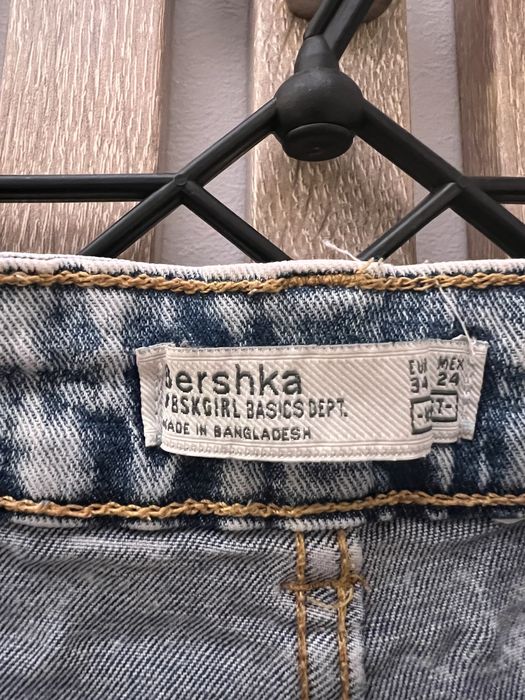 Bershka
#BSKGIRL BASICS DEPT.
MADE IN BANGLADESH
EUR MEX
34 24